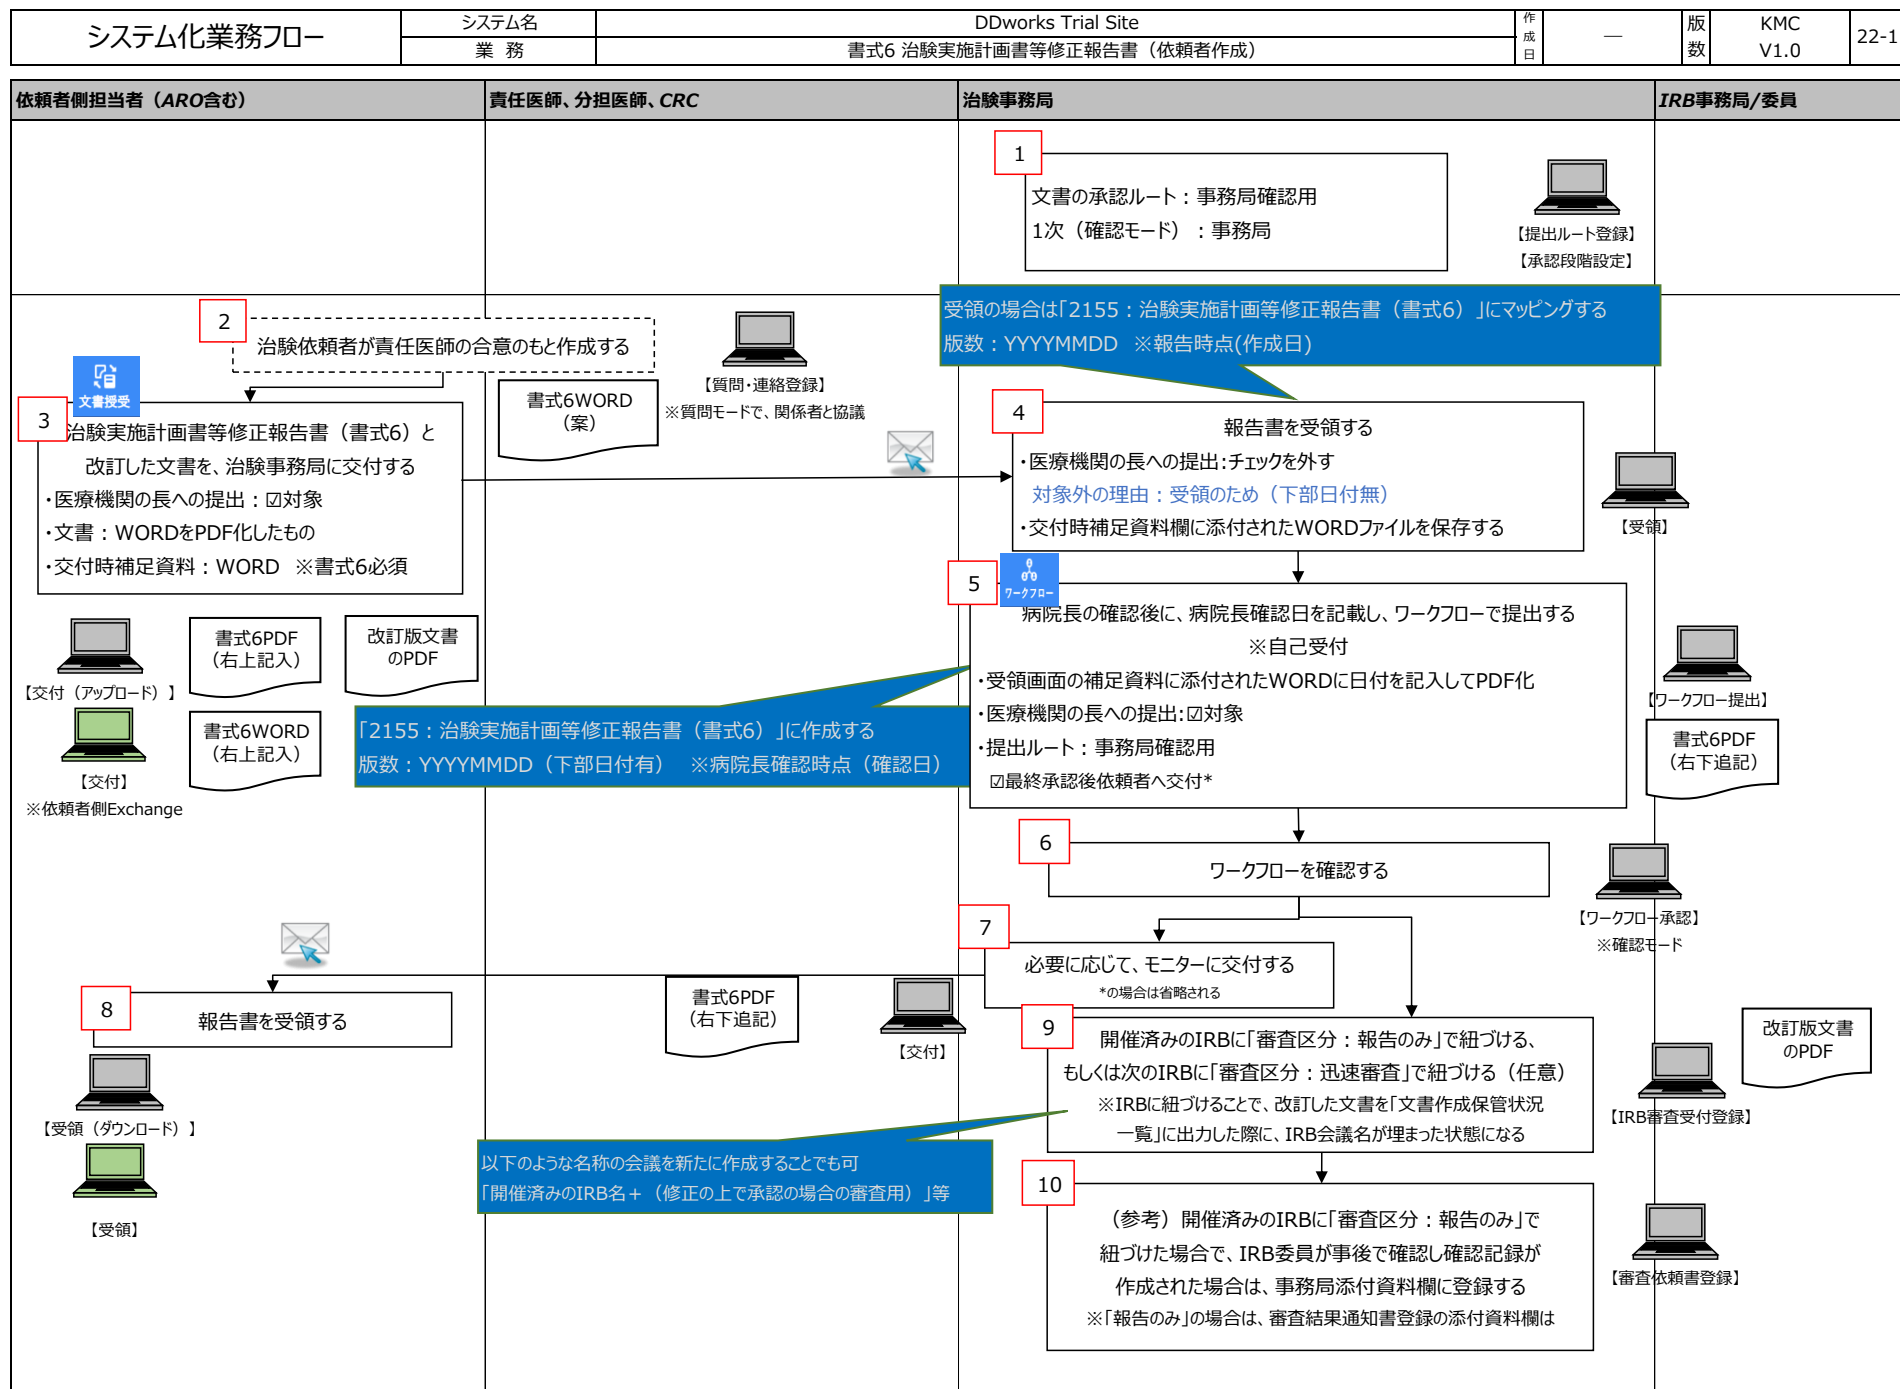 システム化業務フロー
システム名
DDworks Trial Site
作成日
―
版数
KMC
V1.0
22-1
業 務
書式6 治験実施計画書等修正報告書（依頼者作成）
依頼者側担当者（ARO含む）
責任医師、分担医師、CRC
治験事務局
IRB事務局/委員
1
文書の承認ルート：事務局確認用
1次（確認モード）：事務局
【提出ルート登録】
【承認段階設定】
受領の場合は「2155：治験実施計画等修正報告書（書式6）」にマッピングする
版数：YYYYMMDD ※報告時点(作成日)
2
治験依頼者が責任医師の合意のもと作成する
【質問・連絡登録】
※質問モードで、関係者と協議
書式6WORD
（案）
文書授受
3
治験実施計画書等修正報告書（書式6）と
改訂した文書を、治験事務局に交付する
・医療機関の長への提出：☑対象
・文書：WORDをPDF化したもの
・交付時補足資料：WORD ※書式6必須
4
報告書を受領する
・医療機関の長への提出:チェックを外す
対象外の理由：受領のため（下部日付無）
・交付時補足資料欄に添付されたWORDファイルを保存する
【受領】
5
ワークフロー
病院長の確認後に、病院長確認日を記載し、ワークフローで提出する
※自己受付
・受領画面の補足資料に添付されたWORDに日付を記入してPDF化
・医療機関の長への提出:☑対象
・提出ルート：事務局確認用
☑最終承認後依頼者へ交付*
【ワークフロー提出】
書式6PDF
（右下追記）
【交付（アップロード）】
書式6PDF
（右上記入）
改訂版文書
のPDF
【交付】
※依頼者側Exchange
書式6WORD
（右上記入）
「2155：治験実施計画等修正報告書（書式6）」に作成する
版数：YYYYMMDD（下部日付有） ※病院長確認時点（確認日）
6
ワークフローを確認する
【ワークフロー承認】
※確認モード
7
必要に応じて、モニターに交付する
*の場合は省略される
書式6PDF
（右下追記）
【交付】
8
報告書を受領する
【受領（ダウンロード）】
【受領】
9
開催済みのIRBに「審査区分：報告のみ」で紐づける、
もしくは次のIRBに「審査区分：迅速審査」で紐づける（任意）
※IRBに紐づけることで、改訂した文書を「文書作成保管状況
一覧」に出力した際に、IRB会議名が埋まった状態になる
【IRB審査受付登録】
改訂版文書
のPDF
以下のような名称の会議を新たに作成することでも可
「開催済みのIRB名＋（修正の上で承認の場合の審査用）」等
10
（参考）開催済みのIRBに「審査区分：報告のみ」で
紐づけた場合で、IRB委員が事後で確認し確認記録が
作成された場合は、事務局添付資料欄に登録する
※「報告のみ」の場合は、審査結果通知書登録の添付資料欄は
【審査依頼書登録】